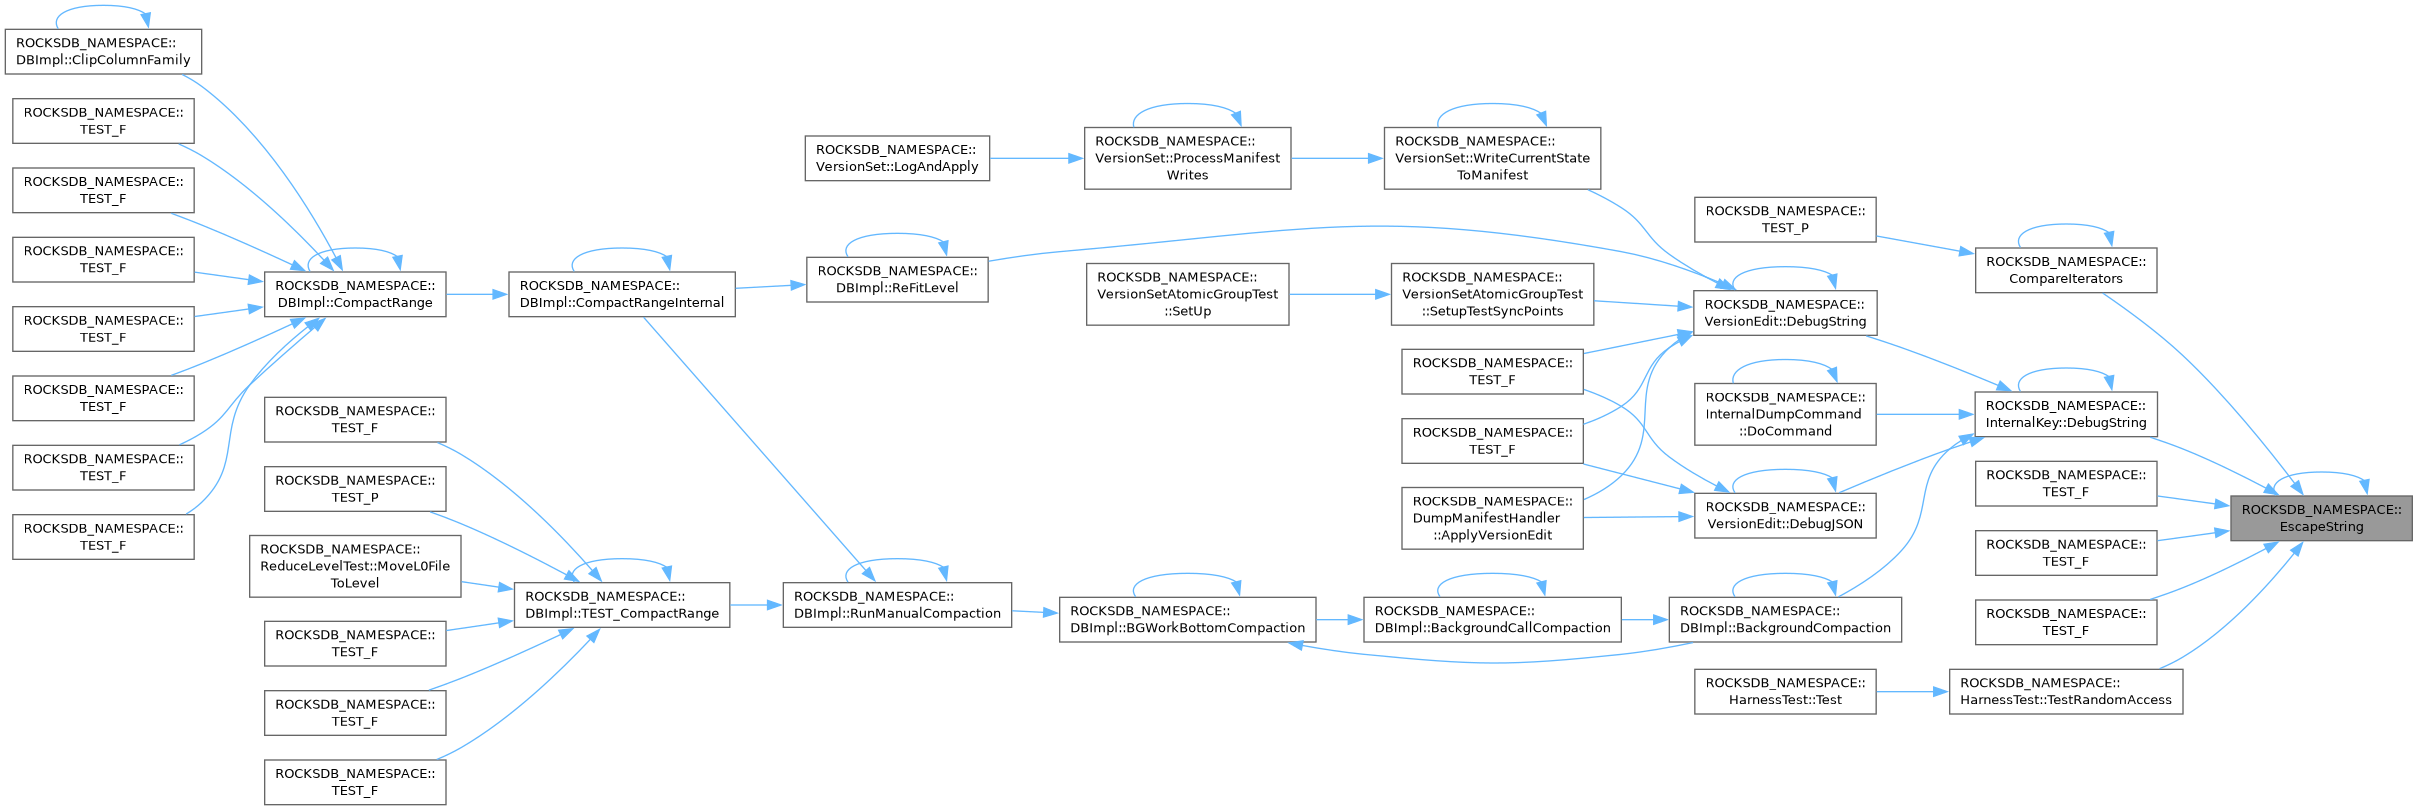 ROCKSDB_NAMESPACE::
DBImpl::ClipColumnFamily
ROCKSDB_NAMESPACE::
TEST_F
ROCKSDB_NAMESPACE::
TEST_F
ROCKSDB_NAMESPACE::
TEST_F
ROCKSDB_NAMESPACE::
TEST_F
ROCKSDB_NAMESPACE::
TEST_F
ROCKSDB_NAMESPACE::
TEST_F
ROCKSDB_NAMESPACE::
TEST_F
ROCKSDB_NAMESPACE::
DBImpl::CompactRange
ROCKSDB_NAMESPACE::
TEST_F
ROCKSDB_NAMESPACE::
TEST_P
ROCKSDB_NAMESPACE::
ReduceLevelTest::MoveL0File
ToLevel
ROCKSDB_NAMESPACE::
TEST_F
ROCKSDB_NAMESPACE::
TEST_F
ROCKSDB_NAMESPACE::
TEST_F
ROCKSDB_NAMESPACE::
DBImpl::CompactRangeInternal
ROCKSDB_NAMESPACE::
DBImpl::TEST_CompactRange
ROCKSDB_NAMESPACE::
VersionSet::LogAndApply
ROCKSDB_NAMESPACE::
DBImpl::ReFitLevel
ROCKSDB_NAMESPACE::
DBImpl::RunManualCompaction
ROCKSDB_NAMESPACE::
VersionSet::ProcessManifest
Writes
ROCKSDB_NAMESPACE::
VersionSetAtomicGroupTest
::SetUp
ROCKSDB_NAMESPACE::
DBImpl::BGWorkBottomCompaction
ROCKSDB_NAMESPACE::
VersionSet::WriteCurrentState
ToManifest
ROCKSDB_NAMESPACE::
VersionSetAtomicGroupTest
::SetupTestSyncPoints
ROCKSDB_NAMESPACE::
TEST_F
ROCKSDB_NAMESPACE::
TEST_F
ROCKSDB_NAMESPACE::
DumpManifestHandler
::ApplyVersionEdit
ROCKSDB_NAMESPACE::
DBImpl::BackgroundCallCompaction
ROCKSDB_NAMESPACE::
TEST_P
ROCKSDB_NAMESPACE::
VersionEdit::DebugString
ROCKSDB_NAMESPACE::
InternalDumpCommand
::DoCommand
ROCKSDB_NAMESPACE::
VersionEdit::DebugJSON
ROCKSDB_NAMESPACE::
DBImpl::BackgroundCompaction
ROCKSDB_NAMESPACE::
HarnessTest::Test
ROCKSDB_NAMESPACE::
CompareIterators
ROCKSDB_NAMESPACE::
InternalKey::DebugString
ROCKSDB_NAMESPACE::
TEST_F
ROCKSDB_NAMESPACE::
TEST_F
ROCKSDB_NAMESPACE::
TEST_F
ROCKSDB_NAMESPACE::
HarnessTest::TestRandomAccess
ROCKSDB_NAMESPACE::
EscapeString